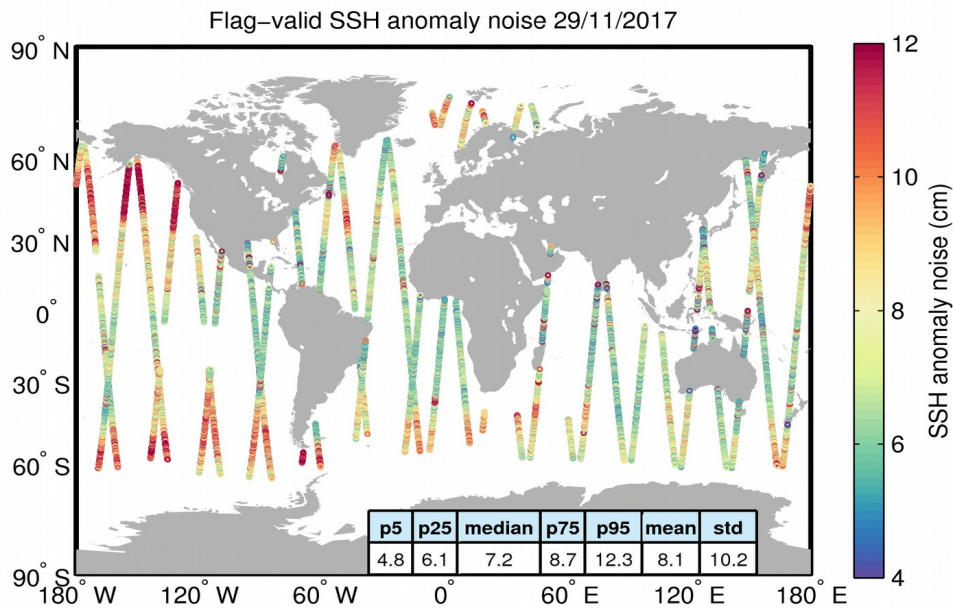 Flag−valid SSH anomaly noise 29/11/2017
90° N
60° N
30° N
0°
30° S
60° S
90° S
180° W 120° W 60° W 0° 60° E 120° E 180° E
p5 p25 median p75 p95 mean std
4.8 6.1 7.2 8.7 12.3 8.1 10.2
12
10
8
6
4
SSH anomaly noise (cm)